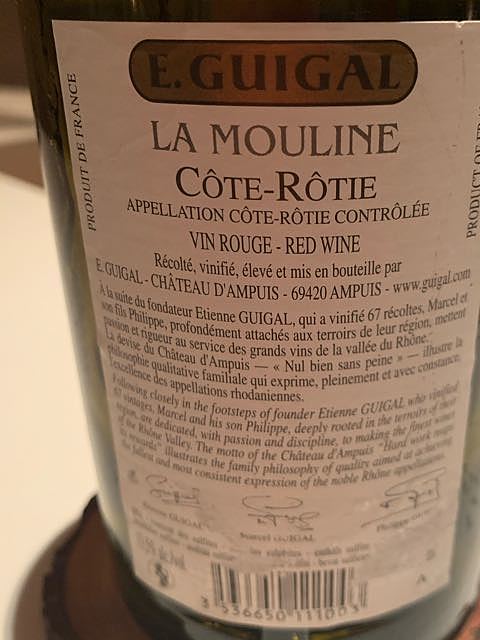 E. GUIGAL
LA MOULINE
CÔTE-RÔTIE
APPELLATION CÔTE-RÔTIE CONTRÔLÉE
VIN ROUGE - RED WINE
Récolté, vinifié, élevé et mis en bouteille par
E. GUIGAL - CHÂTEAU D'AMPUIS - 69420 AMPUIS - www.guigal.com
À la suite du fondateur Etienne GUIGAL, qui a vinifié 67 récoltes, Marcel et
son fils Philippe, profondément attachés aux terroirs de leur région, mettent
passion et rigueur au service des grands vins de la vallée du Rhône.
La devise du Château d'Ampuis — « Nul bien sans peine » — illustre la
philosophie qualitative familiale qui exprime, pleinement et avec constance,
l'excellence des appellations rhodaniennes.
Following closely in the footsteps of founder Etienne GUIGAL who vinified
67 vintages, Marcel and his son Philippe, deeply rooted in the terroirs of their
region, are dedicated, with passion and discipline, to making the finest wines
of the Rhône Valley. The motto of the Château d'Ampuis "Hard work reaps
its rewards" illustrates the family philosophy of quality aimed at achieving
the fullest and most consistent expression of the noble Rhône appellations.
Etienne GUIGAL
Marcel GUIGAL
Philippe
A
3 536650 111003
PRODUIT DE FRANCE
PRODUCT OF